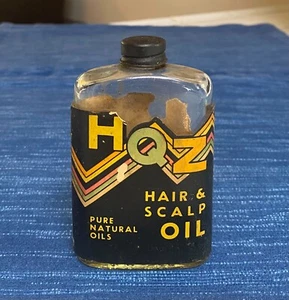 HQZ
HAIR &
SCALP
OIL
PURE
NATURAL
OILS